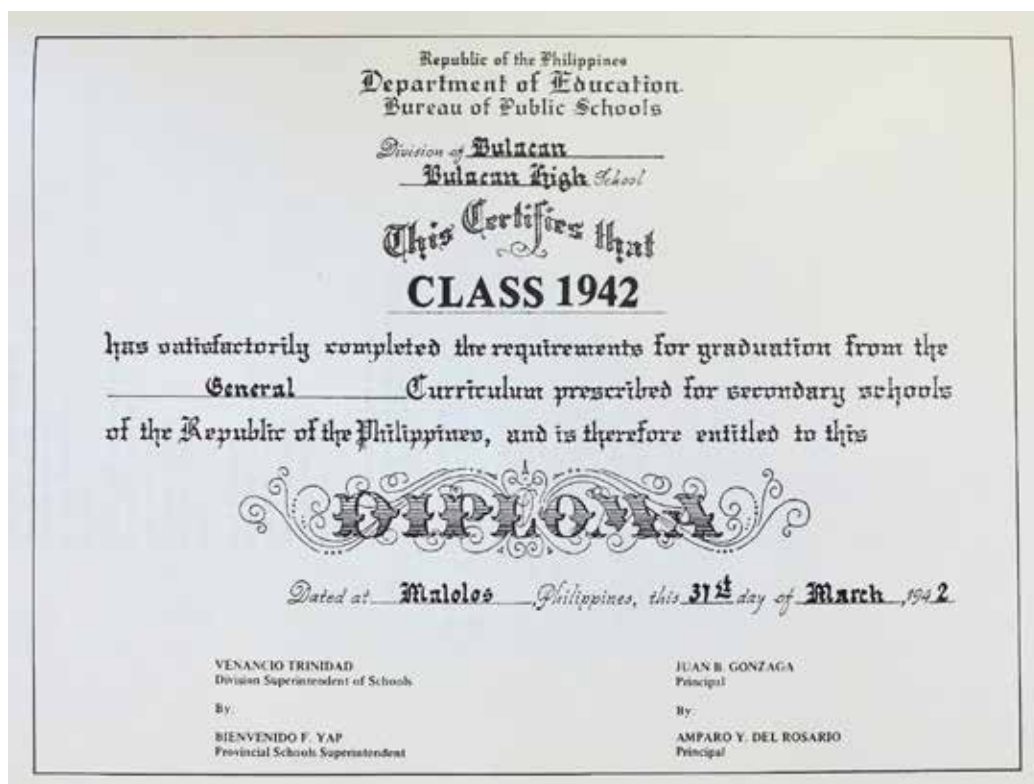 Republic of the Philippines
Department of Education
Bureau of Public Schools
Division of Bulacan
Bulacan High School
This Certifies that
CLASS 1942
has satisfactorily completed the requirements for graduation from the
General Curriculum prescribed for secondary schools
of the Republic of the Philippines, and is therefore entitled to this
DIPLOMA
Dated at Malolos, Philippines, this 31st day of March, 1942
VENANCIO TRINIDAD
Division Superintendent of Schools
By:
BIENVENIDO F. YAP
Provincial Schools Superintendent
JUAN B. GONZAGA
Principal
By
AMPARO Y. DEL ROSARIO
Principal